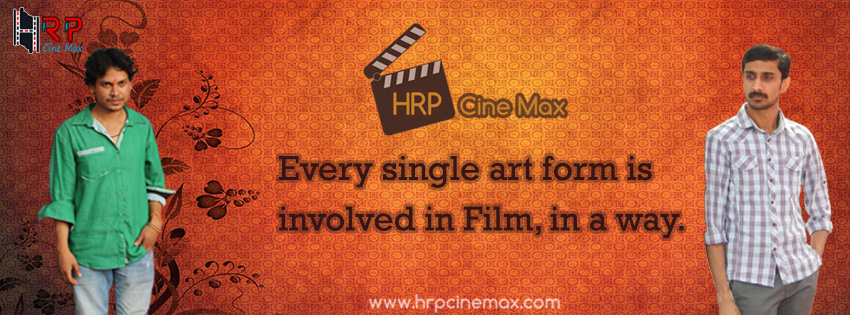 HRP
Cine Max
HRP Cine Max
Every single art form is
involved in Film, in a way.
www.hrpcinemax.com